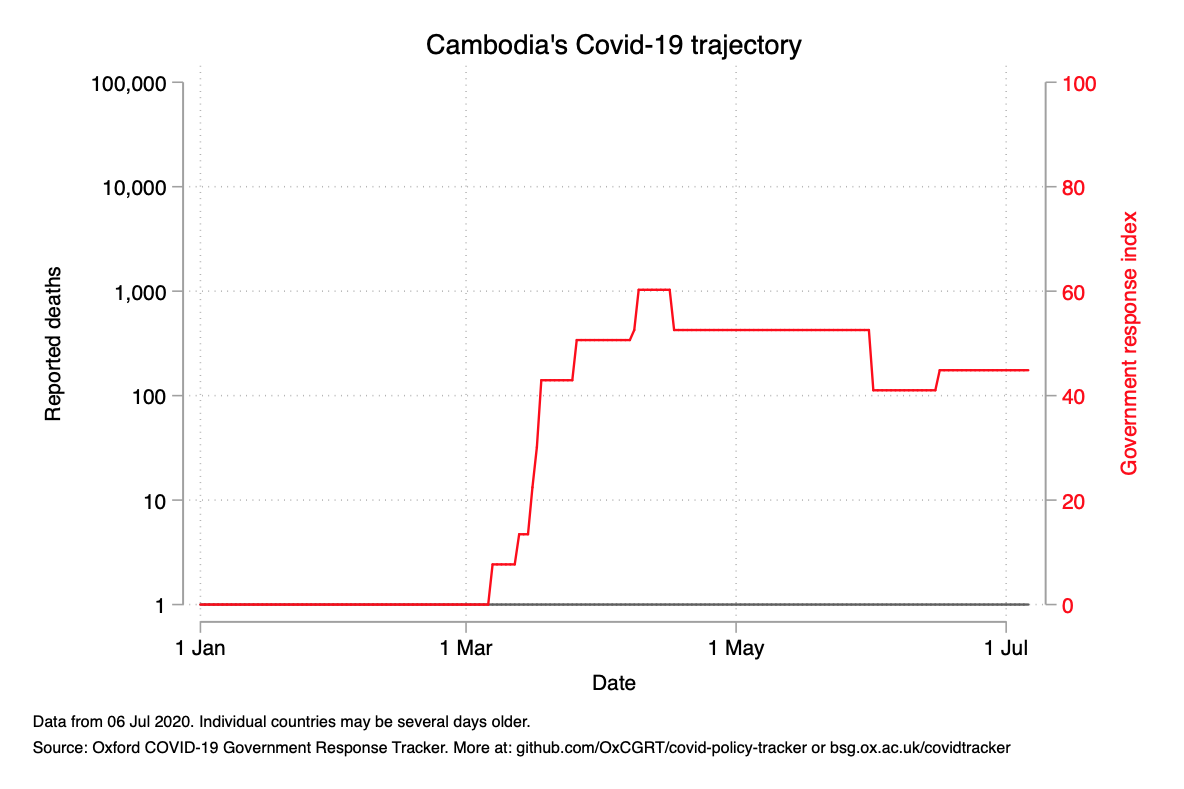 Cambodia's Covid-19 trajectory
100,000
10,000
1,000
100
10
1
Reported deaths
100
80
60
40
20
0
Government response index
1 Jan
1 Mar
1 May
1 Jul
Date
Data from 06 Jul 2020. Individual countries may be several days older.
Source: Oxford COVID-19 Government Response Tracker. More at: github.com/OxCGRT/covid-policy-tracker or bsg.ox.ac.uk/covidtracker